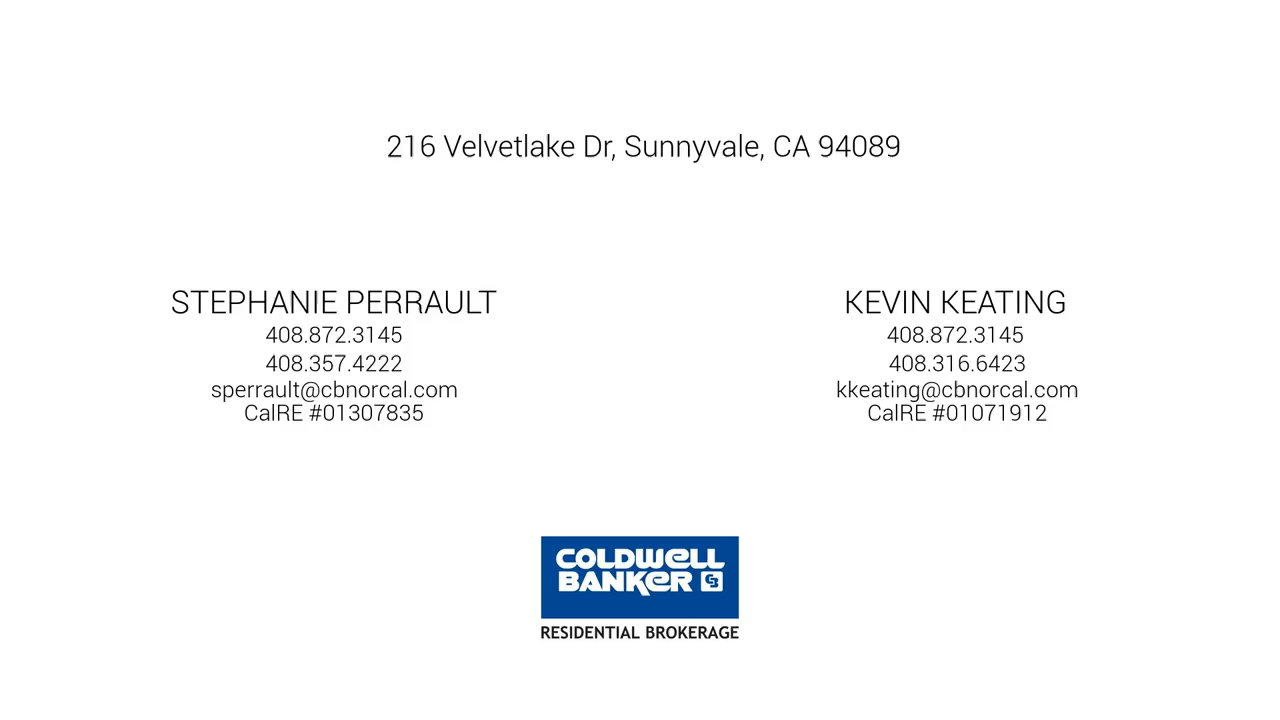 216 Velvetlake Dr, Sunnyvale, CA 94089
STEPHANIE PERRAULT
408.872.3145
408.357.4222
sperrault@cbnorcal.com
CalRE #01307835
KEVIN KEATING
408.872.3145
408.316.6423
kkeating@cbnorcal.com
CalRE #01071912
COLDWELL
BANKER CB
RESIDENTIAL BROKERAGE